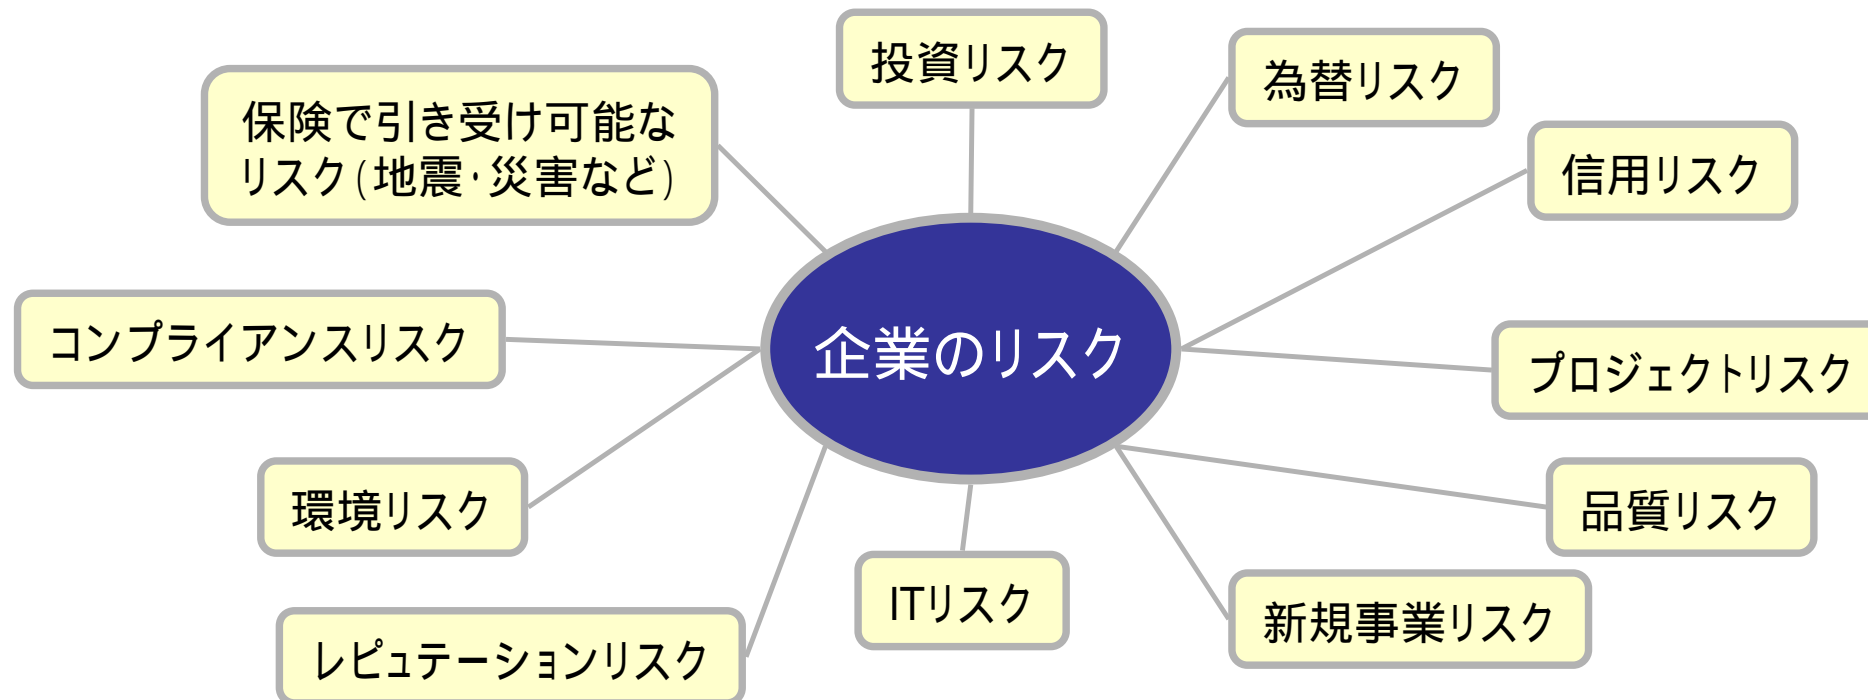 投資リスク
為替リスク
保険で引き受け可能な
リスク(地震・災害など)
信用リスク
コンプライアンスリスク
企業のリスク
プロジェクトリスク
環境リスク
品質リスク
ITリスク
新規事業リスク
レピュテーションリスク